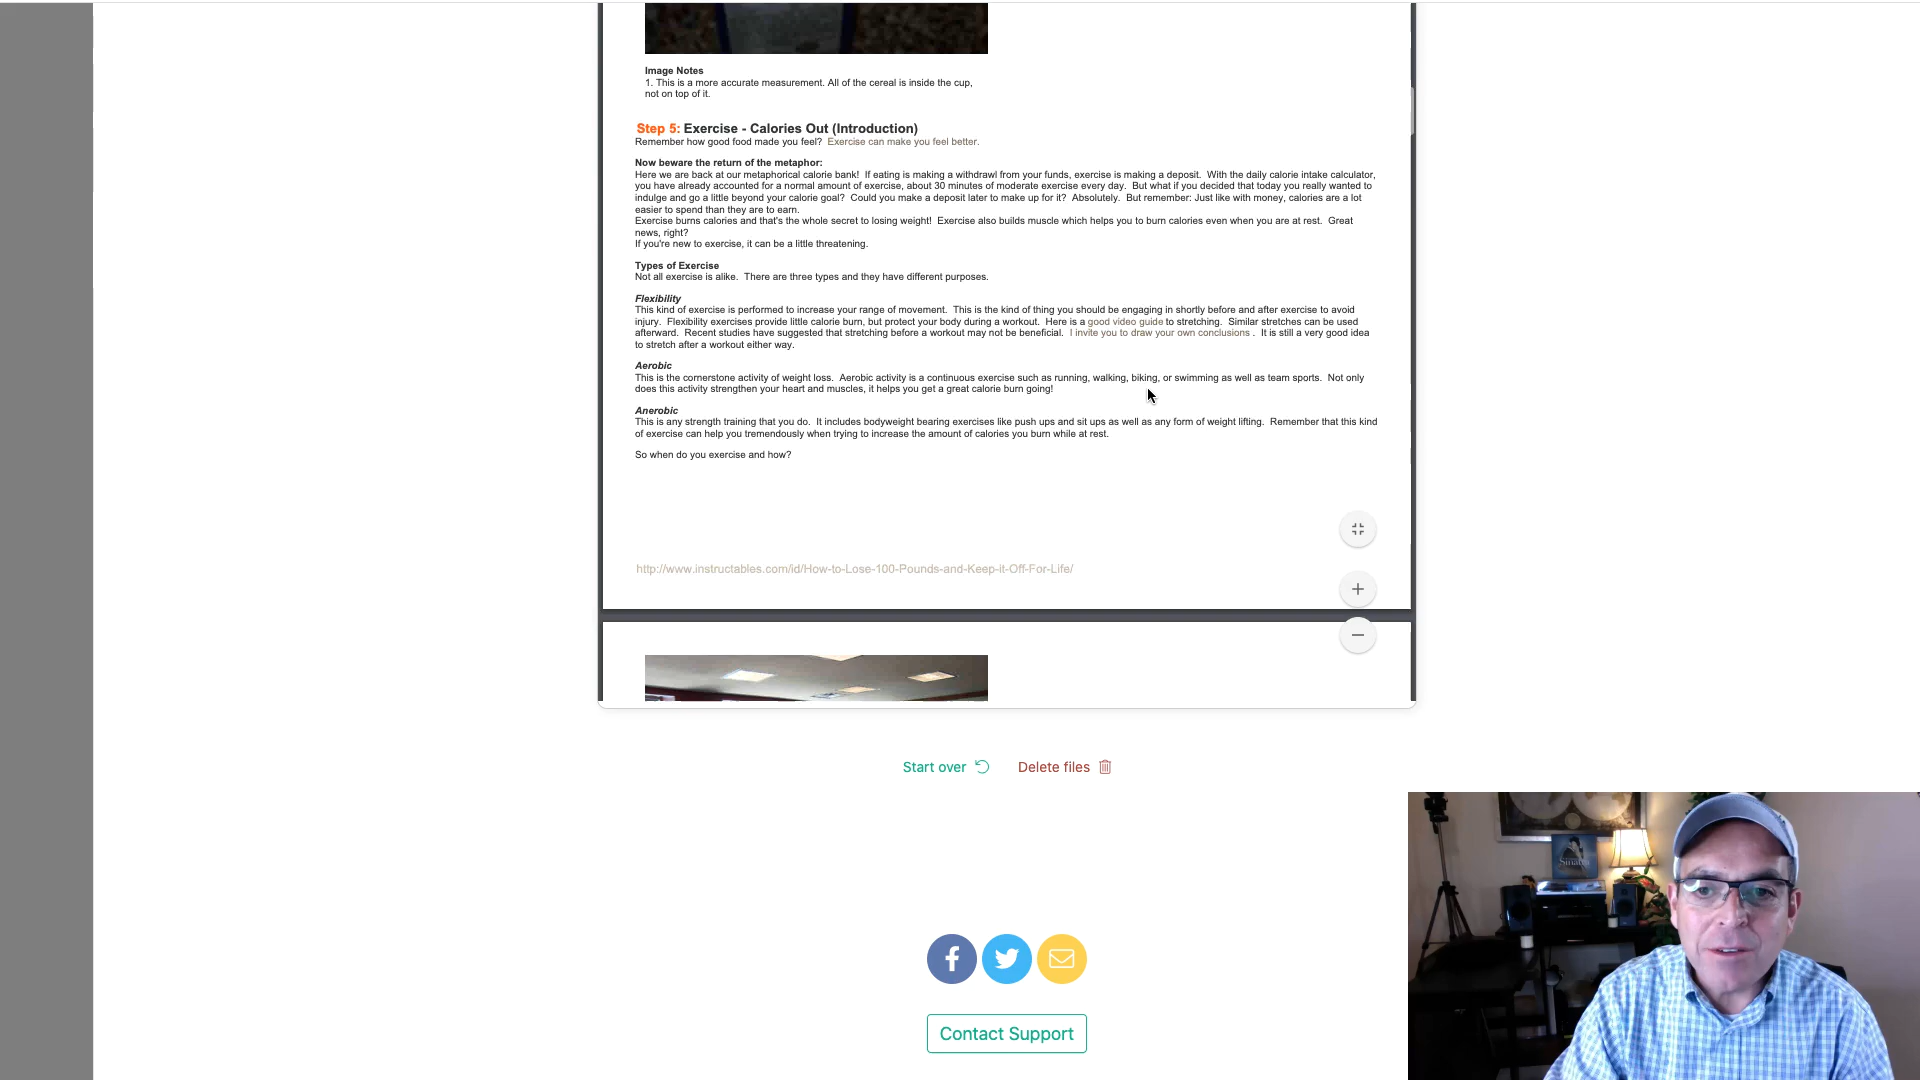 Image Notes
1. This is a more accurate measurement. All of the cereal is inside the cup,
not on top of it.
Step 5: Exercise - Calories Out (Introduction)
Remember how good food made you feel? Exercise can make you feel better.
Now beware the return of the metaphor:
Here we are back at our metaphorical calorie bank! If eating is making a withdrawl from your funds, exercise is making a deposit. With the daily calorie intake calculator,
you have already accounted for a normal amount of exercise, about 30 minutes of moderate exercise every day. But what if you decided that today you really wanted to
indulge and go a little beyond your calorie goal? Could you make a deposit later to make up for it? Absolutely. But remember: Just like with money, calories are a lot
easier to spend than they are to earn.
Exercise burns calories and that's the whole secret to losing weight! Exercise also builds muscle which helps you to burn calories even when you are at rest. Great
news, right?
If you're new to exercise, it can be a little threatening.
Types of Exercise
Not all exercise is alike. There are three types and they have different purposes.
Flexibility
This kind of exercise is performed to increase your range of movement. This is the kind of thing you should be engaging in shortly before and after exercise to avoid
injury. Flexibility exercises provide little calorie burn, but protect your body during a workout. Here is a good video guide to stretching. Similar stretches can be used
afterward. Recent studies have suggested that stretching before a workout may not be beneficial. I invite you to draw your own conclusions . It is still a very good idea
to stretch after a workout either way.
Aerobic
This is the cornerstone activity of weight loss. Aerobic activity is a continuous exercise such as running, walking, biking, or swimming as well as team sports. Not only
does this activity strengthen your heart and muscles, it helps you get a great calorie burn going!
Anerobic
This is any strength training that you do. It includes bodyweight bearing exercises like push ups and sit ups as well as any form of weight lifting. Remember that this kind
of exercise can help you tremendously when trying to increase the amount of calories you burn while at rest.
So when do you exercise and how?
http://www.instructables.com/id/How-to-Lose-100-Pounds-and-Keep-it-Off-For-Life/
Start over
Delete files
Sinatra
Contact Support